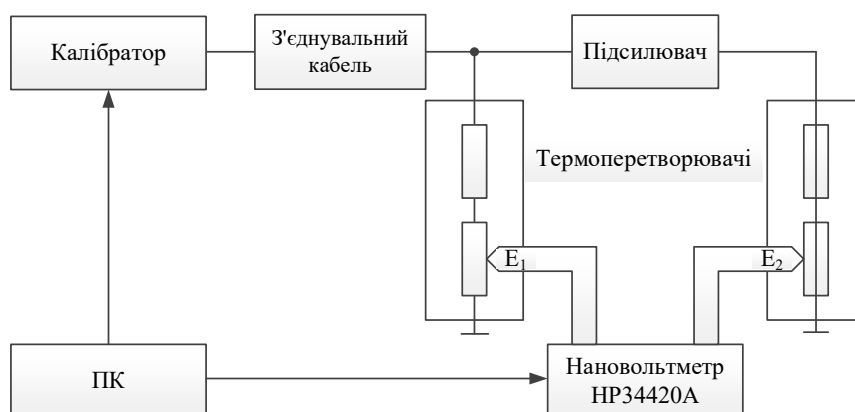 Калібратор
З'єднувальний
кабель
Підсилювач
Термоперетворювачі
E₁
E₂
ПК
Нановольтметр
HP34420A